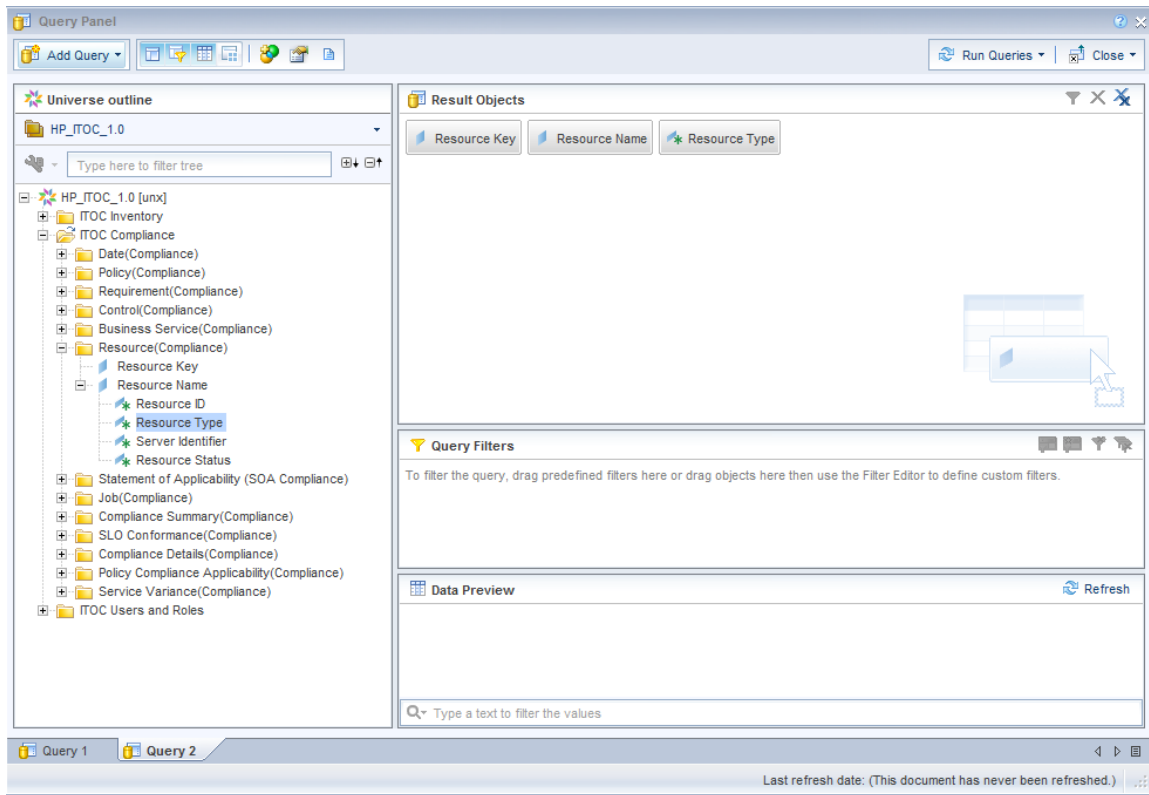 Query Panel
Add Query
Run Queries
Close
Universe outline
HP_ITOC_1.0
Type here to filter tree
HP_ITOC_1.0 [unx]
ITOC Inventory
ITOC Compliance
Date(Compliance)
Policy(Compliance)
Requirement(Compliance)
Control(Compliance)
Business Service(Compliance)
Resource(Compliance)
Resource Key
Resource Name
Resource ID
Resource Type
Server Identifier
Resource Status
Statement of Applicability (SOA Compliance)
Job(Compliance)
Compliance Summary(Compliance)
SLO Conformance(Compliance)
Compliance Details(Compliance)
Policy Compliance Applicability(Compliance)
Service Variance(Compliance)
ITOC Users and Roles
Result Objects
Resource Key Resource Name Resource Type
Query Filters
To filter the query, drag predefined filters here or drag objects here then use the Filter Editor to define custom filters.
Data Preview
Refresh
Type a text to filter the values
Query 1 Query 2
Last refresh date: (This document has never been refreshed.)